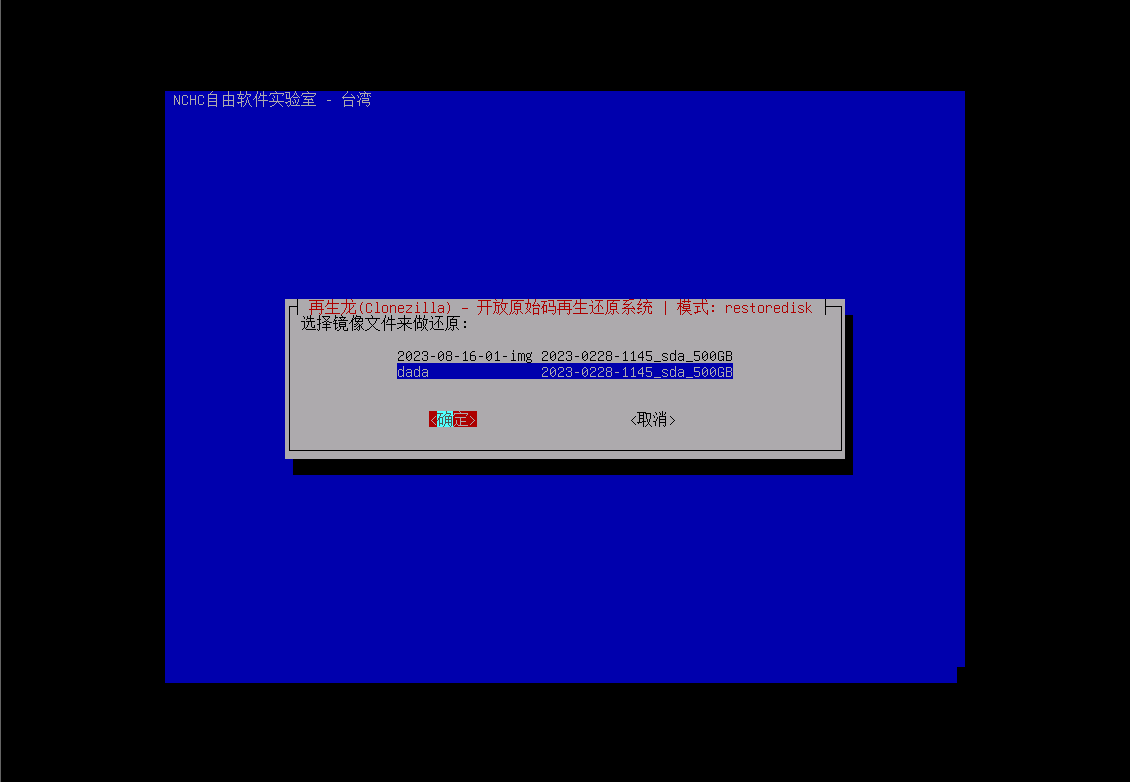 NCHC自由软件实验室 - 台湾
再生龙(Clonezilla) - 开放原始码再生还原系统 | 模式: restoredisk
选择镜像文件来做还原:
2023-08-16-01-img 2023-0228-1145_sda_500GB
dada 2023-0228-1145_sda_500GB
<确定> <取消>